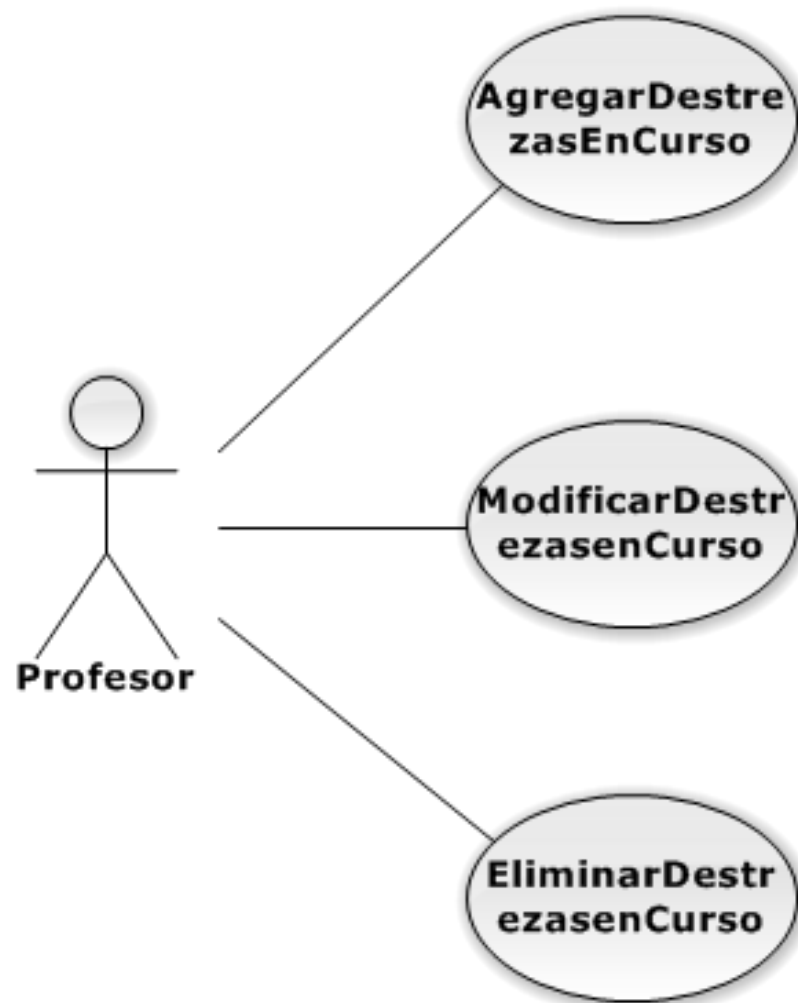 AgregarDestre
zasEnCurso
ModificarDestr
ezasenCurso
Profesor
EliminarDestr
ezasenCurso